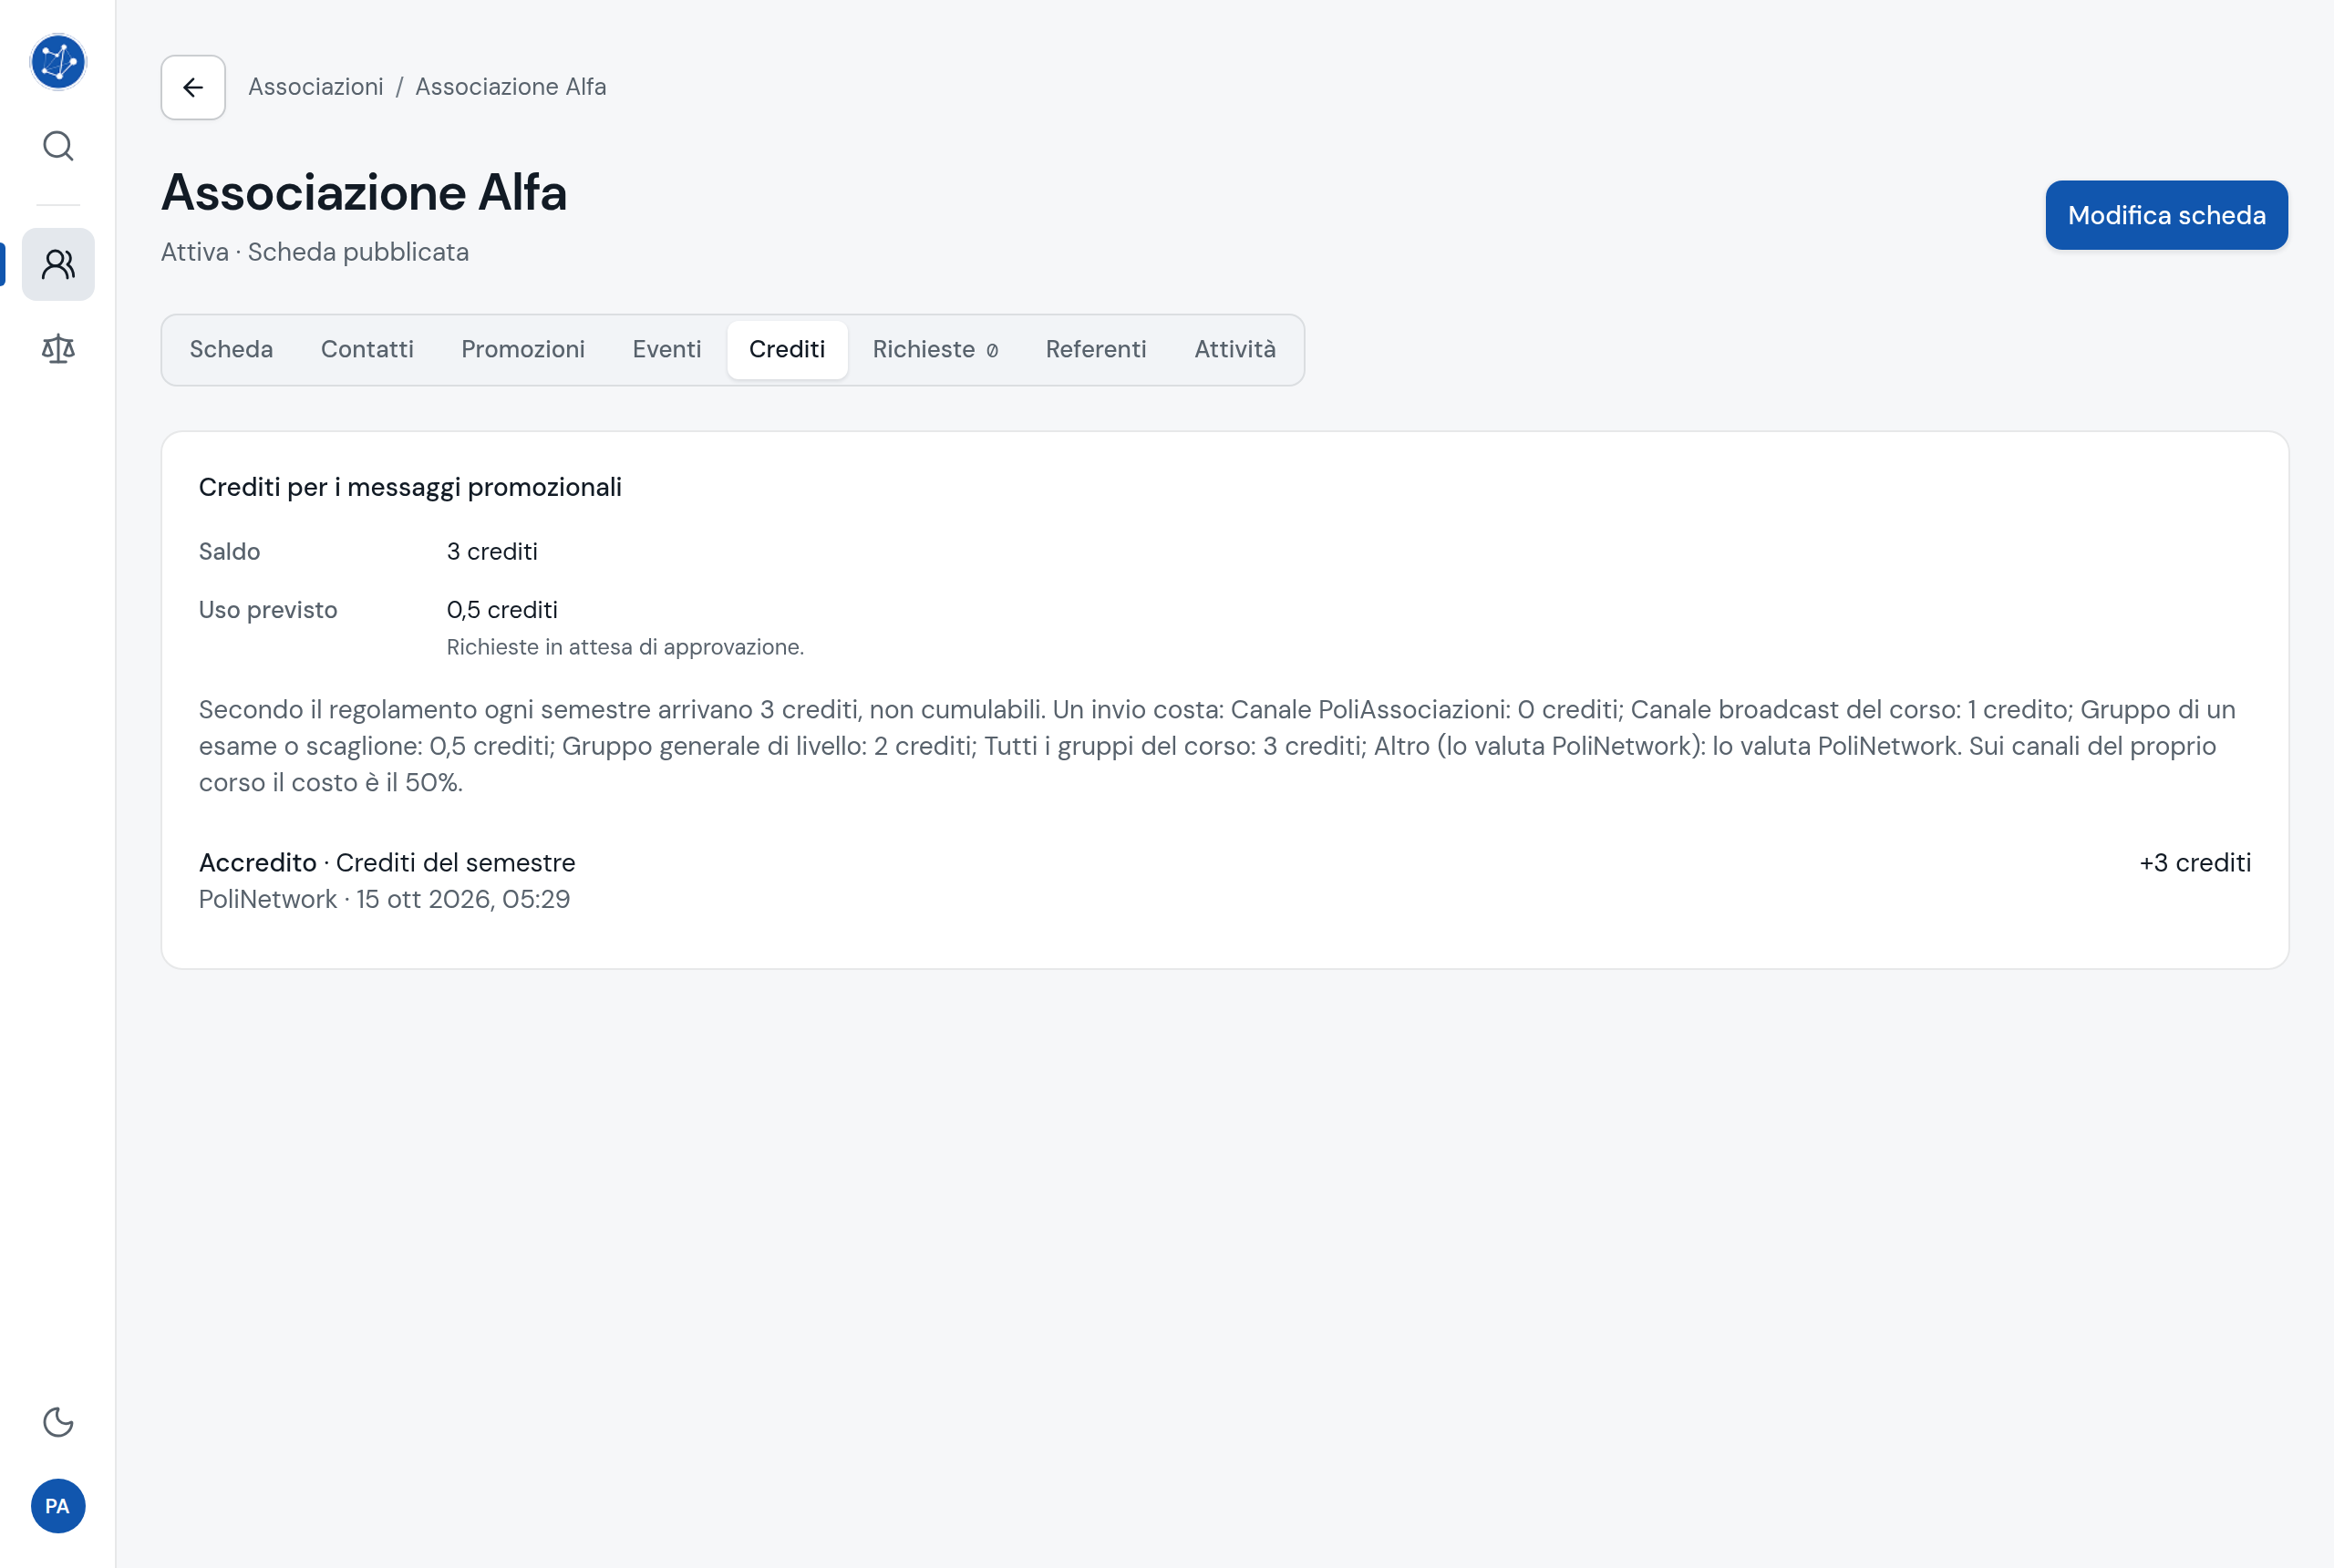 Associazioni / Associazione Alfa
Associazione Alfa
Attiva · Scheda pubblicata
Modifica scheda
Scheda Contatti Promozioni Eventi Crediti Richieste 0 Referenti Attività
Crediti per i messaggi promozionali
Saldo 3 crediti
Uso previsto 0,5 crediti
Richieste in attesa di approvazione.
Secondo il regolamento ogni semestre arrivano 3 crediti, non cumulabili. Un invio costa: Canale PoliAssociazioni: 0 crediti; Canale broadcast del corso: 1 credito; Gruppo di un
esame o scaglione: 0,5 crediti; Gruppo generale di livello: 2 crediti; Tutti i gruppi del corso: 3 crediti; Altro (lo valuta PoliNetwork): lo valuta PoliNetwork. Sui canali del proprio
corso il costo è il 50%.
Accredito · Crediti del semestre +3 crediti
PoliNetwork · 15 ott 2026, 05:29
PA